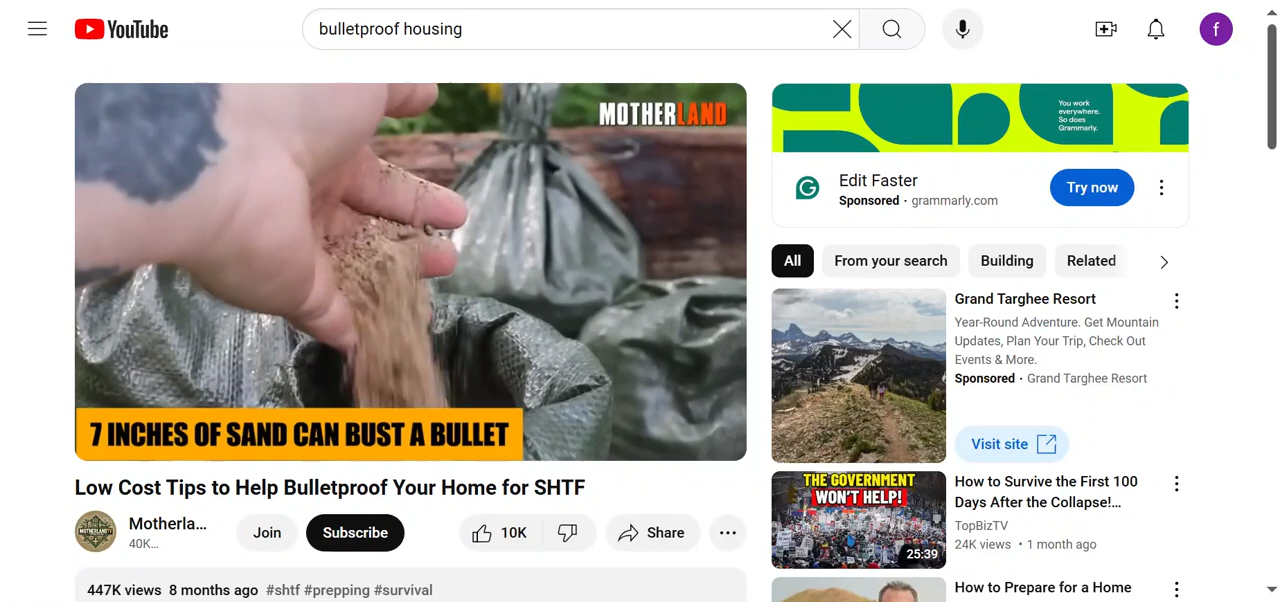 YouTube
bulletproof housing
f
MOTHERLAND
7 INCHES OF SAND CAN BUST A BULLET
Low Cost Tips to Help Bulletproof Your Home for SHTF
Motherla...
40K...
Join
Subscribe
10K
Share
447K views 8 months ago #shtf #prepping #survival
You work
everywhere.
So does
Grammarly.
Edit Faster
Sponsored · grammarly.com
Try now
All
From your search
Building
Related
Grand Targhee Resort
Year-Round Adventure. Get Mountain
Updates, Plan Your Trip, Check Out
Events & More.
Sponsored · Grand Targhee Resort
Visit site
THE GOVERNMENT
WON'T HELP!
25:39
How to Survive the First 100
Days After the Collapse!...
TopBizTV
24K views • 1 month ago
How to Prepare for a Home